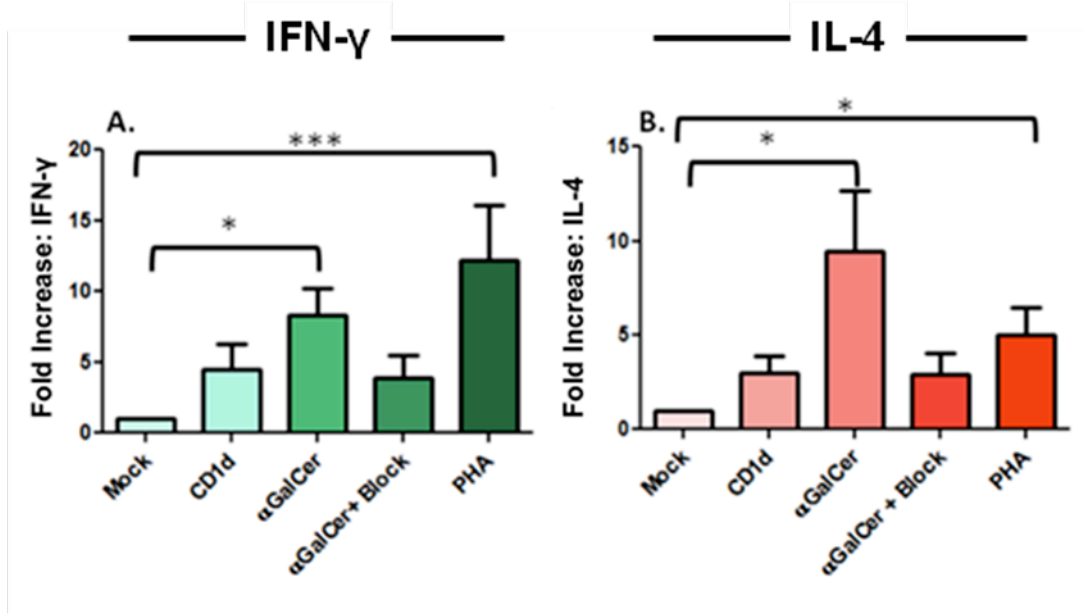 IFN-γ
IL-4
A.
***
*
Fold Increase: IFN-γ
20
15
10
5
0
Mock
CD1d
αGalCer
αGalCer+ Block
PHA
B.
*
*
Fold Increase: IL-4
15
10
5
0
Mock
CD1d
αGalCer
αGalCer + Block
PHA